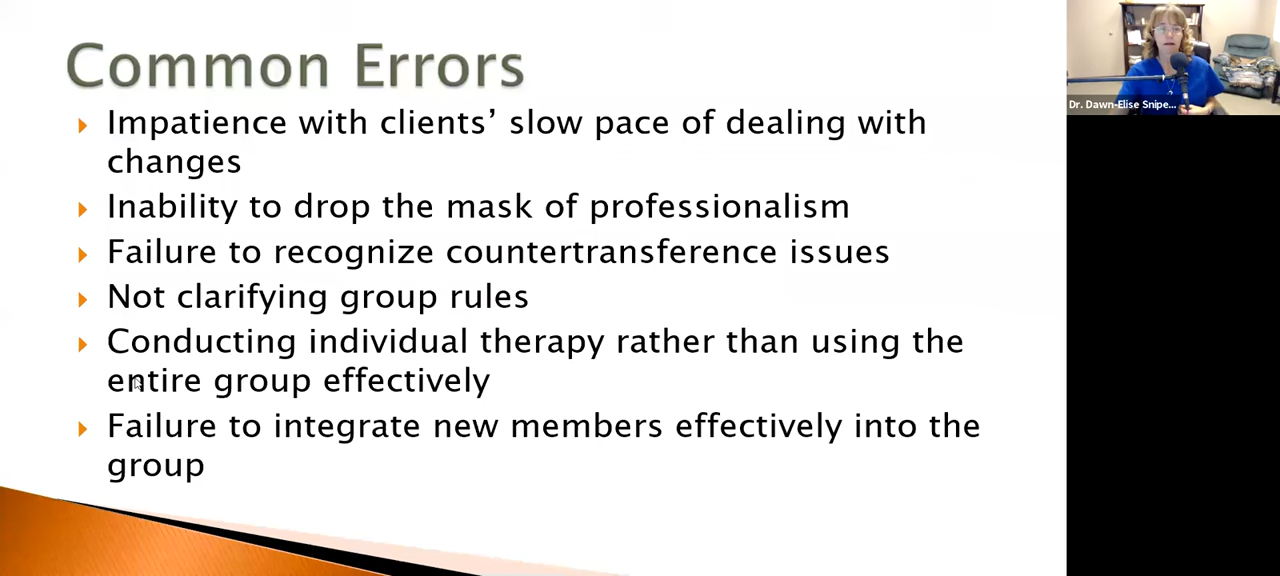 Common Errors
Impatience with clients’ slow pace of dealing with
changes
Inability to drop the mask of professionalism
Failure to recognize countertransference issues
Not clarifying group rules
Conducting individual therapy rather than using the
entire group effectively
Failure to integrate new members effectively into the
group
Dr. Dawn-Elise Snipe...